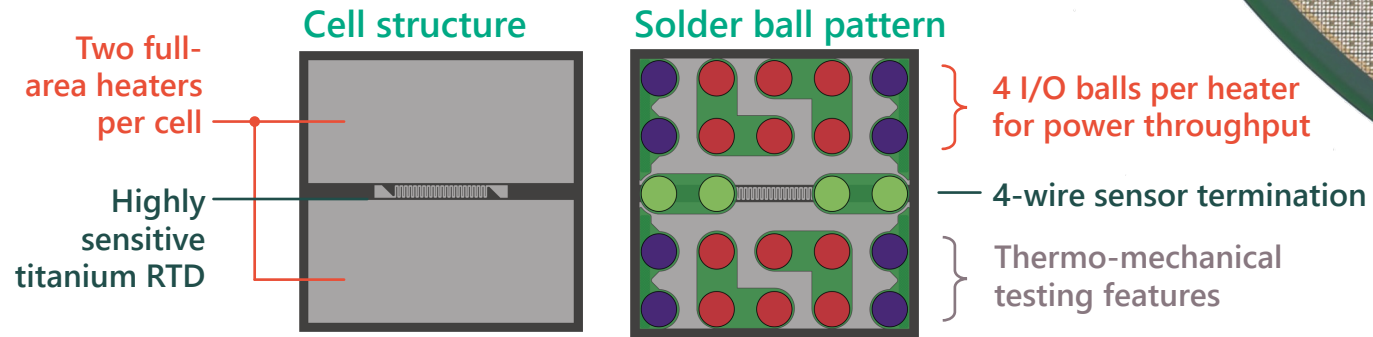 Cell structure
Two full-
area heaters
per cell
Highly
sensitive
titanium RTD
Solder ball pattern
4 I/O balls per heater
for power throughput
4-wire sensor termination
Thermo-mechanical
testing features